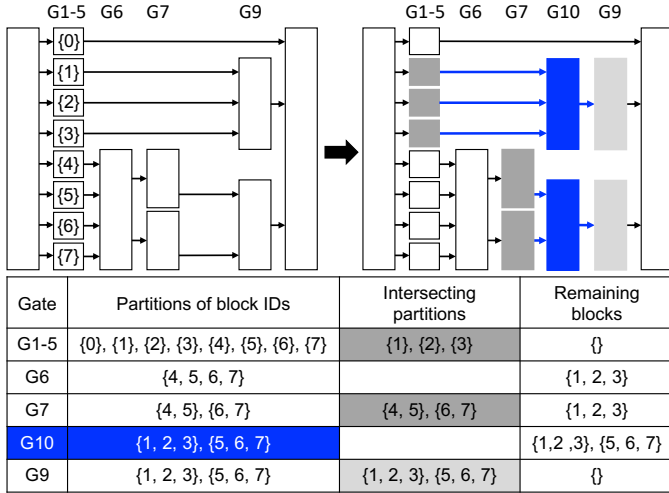 G1-5 G6 G7 G9 G1-5 G6 G7 G10 G9
{0}
{1}
{2}
{3}
{4}
{5}
{6}
{7}
Gate Partitions of block IDs Intersecting partitions Remaining blocks
G1-5 {0}, {1}, {2}, {3}, {4}, {5}, {6}, {7} {1}, {2}, {3} {}
G6 {4, 5, 6, 7} {1, 2, 3}
G7 {4, 5}, {6, 7} {4, 5}, {6, 7} {1, 2, 3}
G10 {1, 2, 3}, {5, 6, 7} {1,2 ,3}, {5, 6, 7}
G9 {1, 2, 3}, {5, 6, 7} {1, 2, 3}, {5, 6, 7} {}